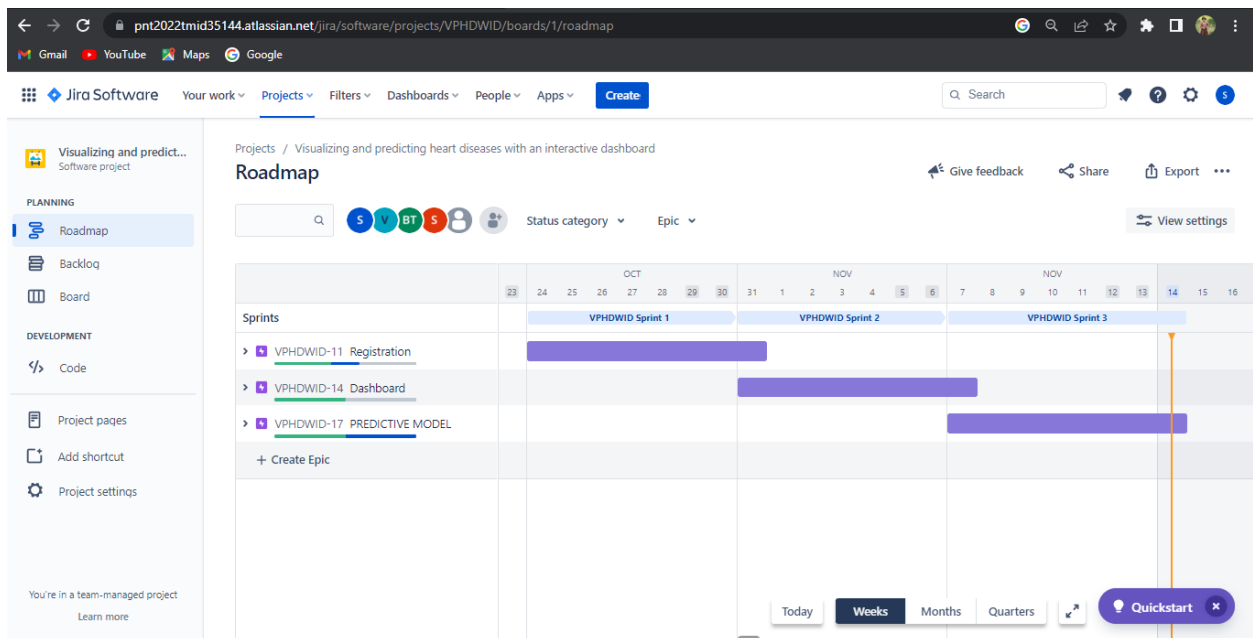 pnt2022tmid35144.atlassian.net/jira/software/projects/VPHDWID/boards/1/roadmap
Gmail YouTube Maps Google
Jira Software Your work Projects Filters Dashboards People Apps Create Search S
Visualizing and predict...
Software project
Projects / Visualizing and predicting heart diseases with an interactive dashboard
Roadmap
Give feedback Share Export
PLANNING
Roadmap
Backlog
Board
DEVELOPMENT
Code
Project pages
Add shortcut
Project settings
You're in a team-managed project
Learn more
S V BT S Status category Epic View settings
OCT NOV NOV
23 24 25 26 27 28 29 30 31 1 2 3 4 5 6 7 8 9 10 11 12 13 14 15 16
Sprints VPHDWID Sprint 1 VPHDWID Sprint 2 VPHDWID Sprint 3
VPHDWID-11 Registration
VPHDWID-14 Dashboard
VPHDWID-17 PREDICTIVE MODEL
+ Create Epic
Today Weeks Months Quarters Quickstart